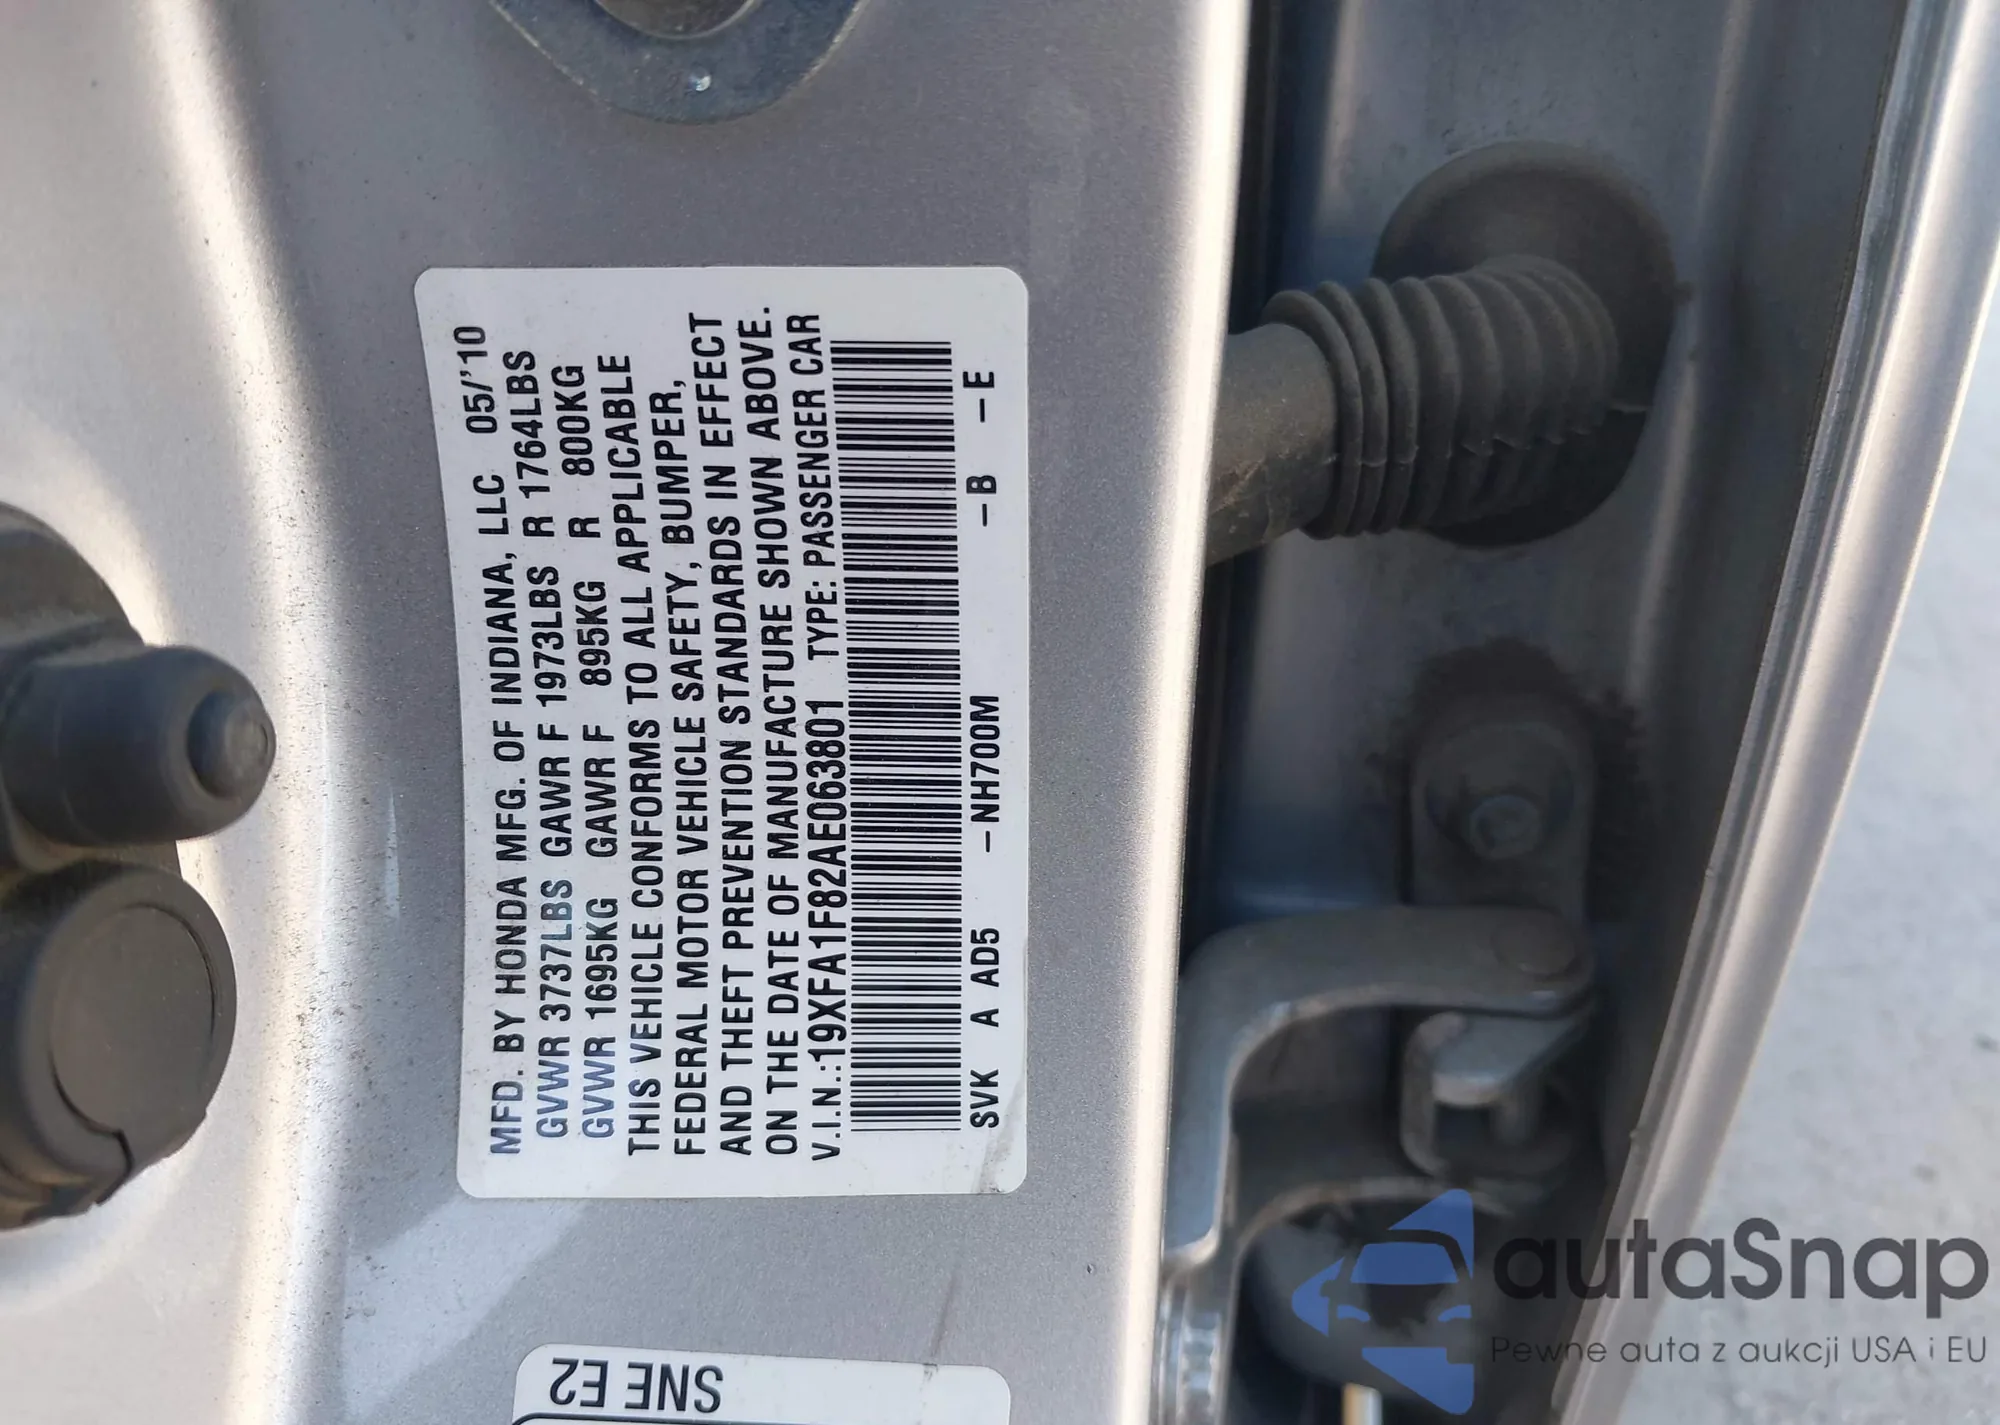 MFD. BY HONDA MFG. OF INDIANA, LLC 05/'10
GVWR 3737LBS GAWR F 1973LBS R 1764LBS
GVWR 1695KG GAWR F 895KG R 800KG
THIS VEHICLE CONFORMS TO ALL APPLICABLE
FEDERAL MOTOR VEHICLE SAFETY, BUMPER,
AND THEFT PREVENTION STANDARDS IN EFFECT
ON THE DATE OF MANUFACTURE SHOWN ABOVE.
V.I.N.:19XFA1F82AE063801 TYPE: PASSENGER CAR
SVK A AD5 –NH700M –B –E
SNE E2
autaSnap
Pewne auta z aukcji USA i EU